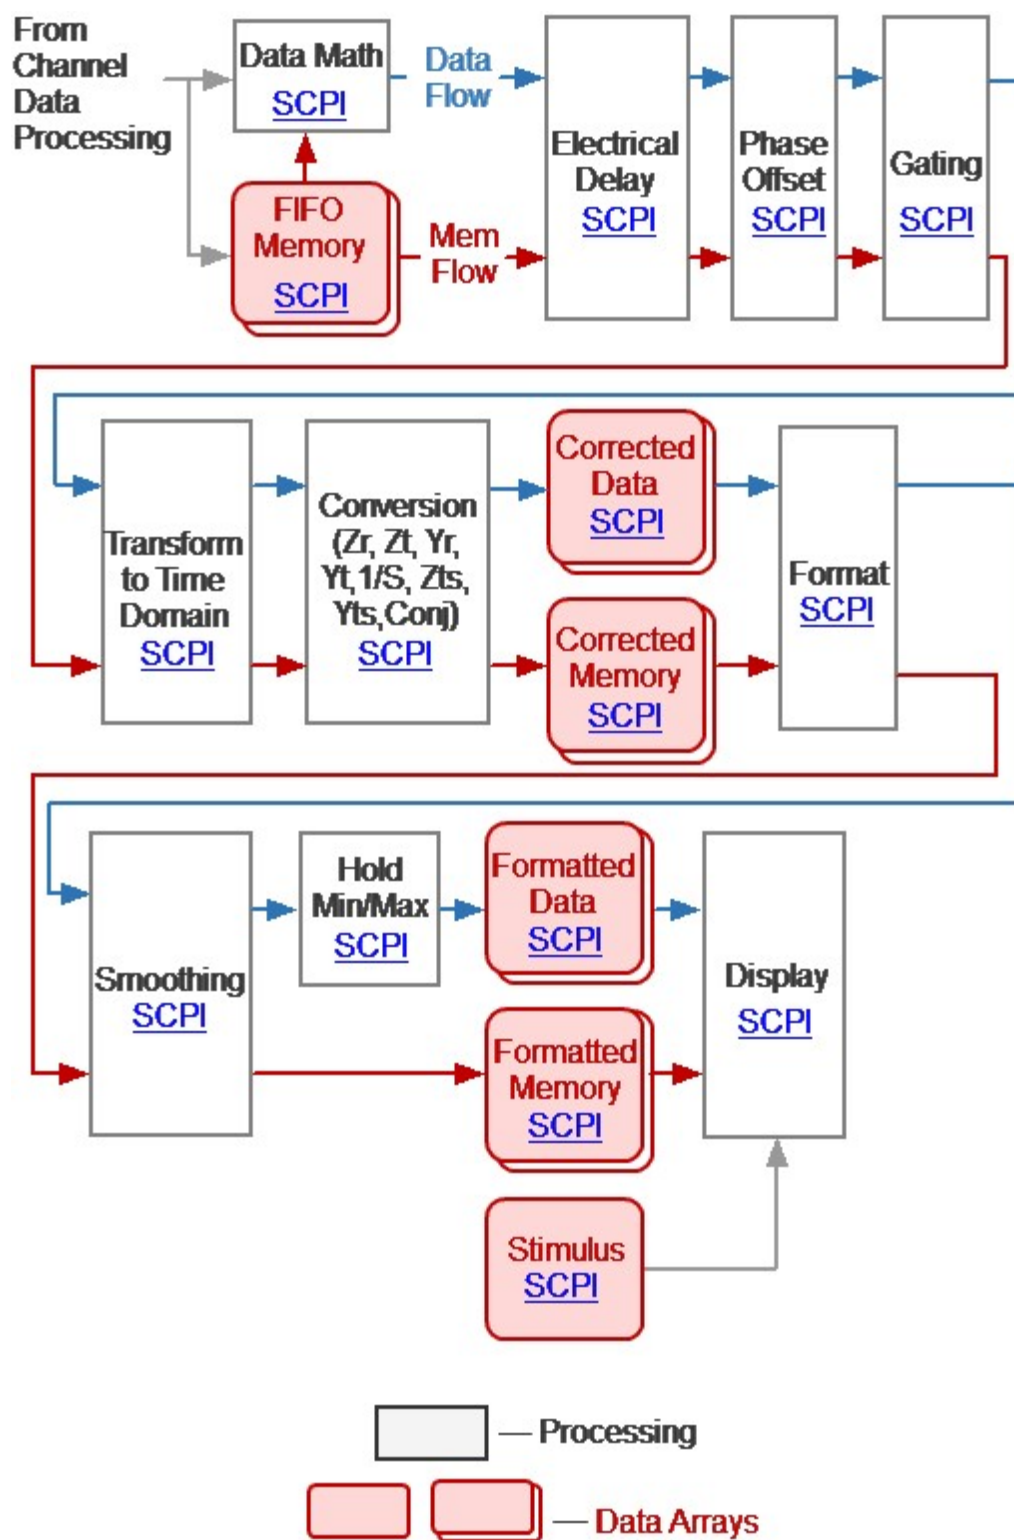 From
Channel
Data
Processing
Data Math
SCPI
Data
Flow
FIFO
Memory
SCPI
Mem
Flow
Electrical
Delay
SCPI
Phase
Offset
SCPI
Gating
SCPI
Transform
to Time
Domain
SCPI
Conversion
(Zr, Zt, Yr,
Yt,1/S, Zts,
Yts,Conj)
SCPI
Corrected
Data
SCPI
Corrected
Memory
SCPI
Format
SCPI
Smoothing
SCPI
Hold
Min/Max
SCPI
Formatted
Data
SCPI
Formatted
Memory
SCPI
Display
SCPI
Stimulus
SCPI
— Processing
— Data Arrays